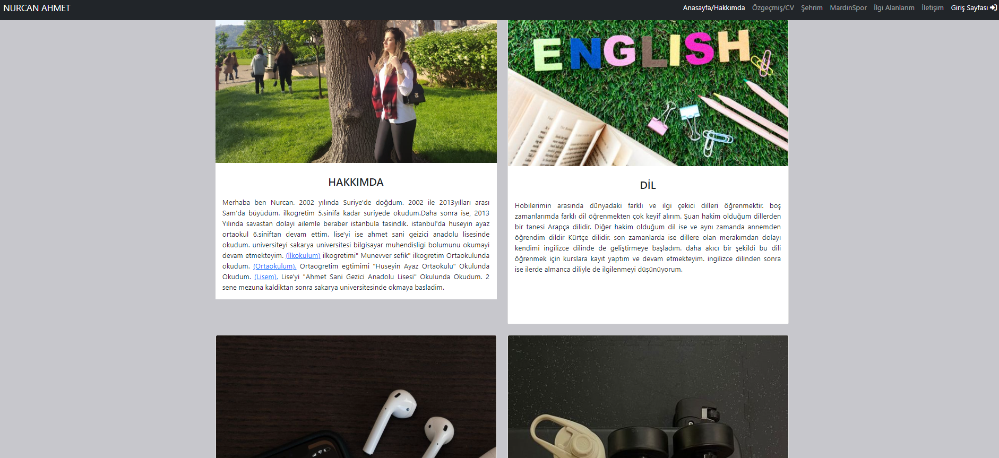 NURCAN AHMET
Anasayfa/Hakkımda Özgeçmiş/CV Şehrim MardinSpor İlgi Alanlarım İletişim Giriş Sayfası
ENGLISH
HAKKIMDA
Merhaba ben Nurcan. 2002 yılında Suriye'de doğdum. 2002 ile 2013yılları arası
Sam'da büyüdüm. ilkogretim 5.sinifa kadar suriyede okudum.Daha sonra ise, 2013
Yılında savastan dolayi ailemle beraber istanbula tasindik. istanbul'da huseyin ayaz
ortaokul 6.siniftan devam ettim. lise'yi ise ahmet sani geizici anadolu lisesinde
okudum. universiteyi sakarya universitesi bilgisayar muhendisligi bolumunu okumayi
devam etmekteyim. (İlkokulum) ilkogretimi" Munevver sefik" ilkogretim Ortaokulunda
okudum. (Ortaokulum). Ortaogretim egtimimi "Huseyin Ayaz Ortaokulu" Okulunda
Okudum. (Lisem). Lise'yi "Ahmet Sani Gezici Anadolu Lisesi" Okulunda Okudum. 2
sene mezuna kaldiktan sonra sakarya universitesinde okmaya basladim.
DİL
Hobilerimin arasında dünyadaki farklı ve ilgi çekici dilleri öğrenmektir. boş
zamanlarımda farklı dil öğrenmekten çok keyif alırım. Şuan hakim olduğum dillerden
bir tanesi Arapça dilidir. Diğer hakim olduğum dil ise ve aynı zamanda annemden
öğrendim dildir Kürtçe dilidir. son zamanlarda ise dillere olan merakımdan dolayı
kendimi ingilizce dilinde de geliştirmeye başladım. daha akıcı bir şekildi bu dili
öğrenmek için kurslara kayıt yaptım ve devam etmekteyim. ingilizce dilinden sonra
ise ilerde almanca diliyle de ilgilenmeyi düşünüyorum.